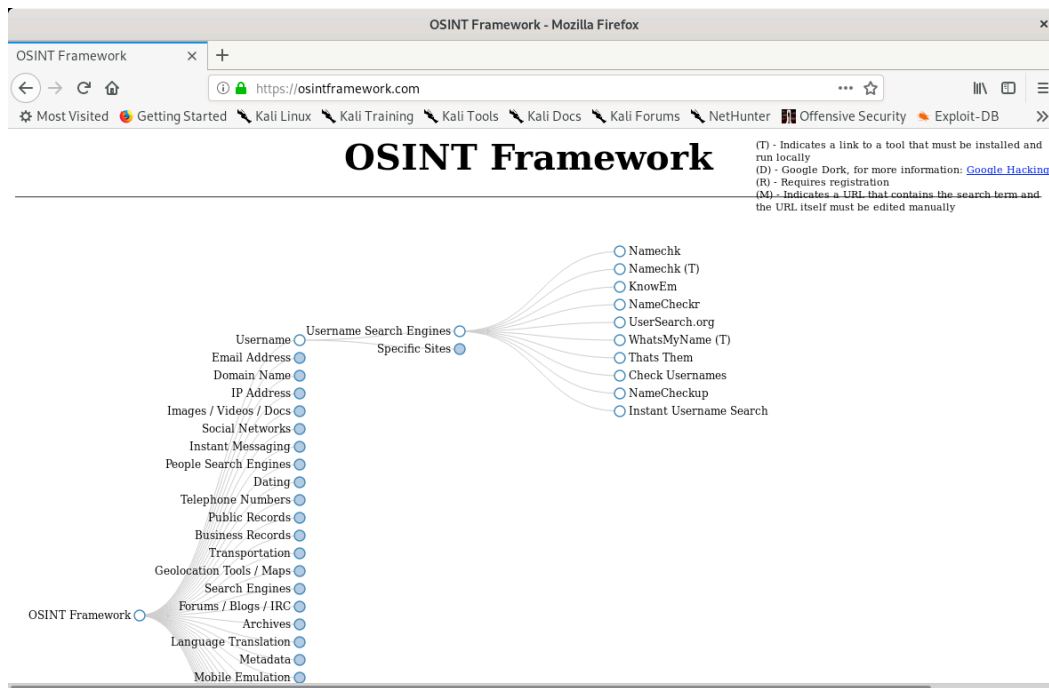 OSINT Framework - Mozilla Firefox
OSINT Framework
https://osintframework.com
Most Visited Getting Started Kali Linux Kali Training Kali Tools Kali Docs Kali Forums NetHunter Offensive Security Exploit-DB
OSINT Framework
(T) - Indicates a link to a tool that must be installed and
run locally
(D) - Google Dork, for more information: Google Hacking
(R) - Requires registration
(M) - Indicates a URL that contains the search term and
the URL itself must be edited manually
Namechk
Namechk (T)
KnowEm
NameCheckr
UserSearch.org
WhatsMyName (T)
Thats Them
Check Usernames
NameCheckup
Instant Username Search
Username Search Engines
Specific Sites
Username
Email Address
Domain Name
IP Address
Images / Videos / Docs
Social Networks
Instant Messaging
People Search Engines
Dating
Telephone Numbers
Public Records
Business Records
Transportation
Geolocation Tools / Maps
Search Engines
Forums / Blogs / IRC
Archives
Language Translation
Metadata
Mobile Emulation
OSINT Framework